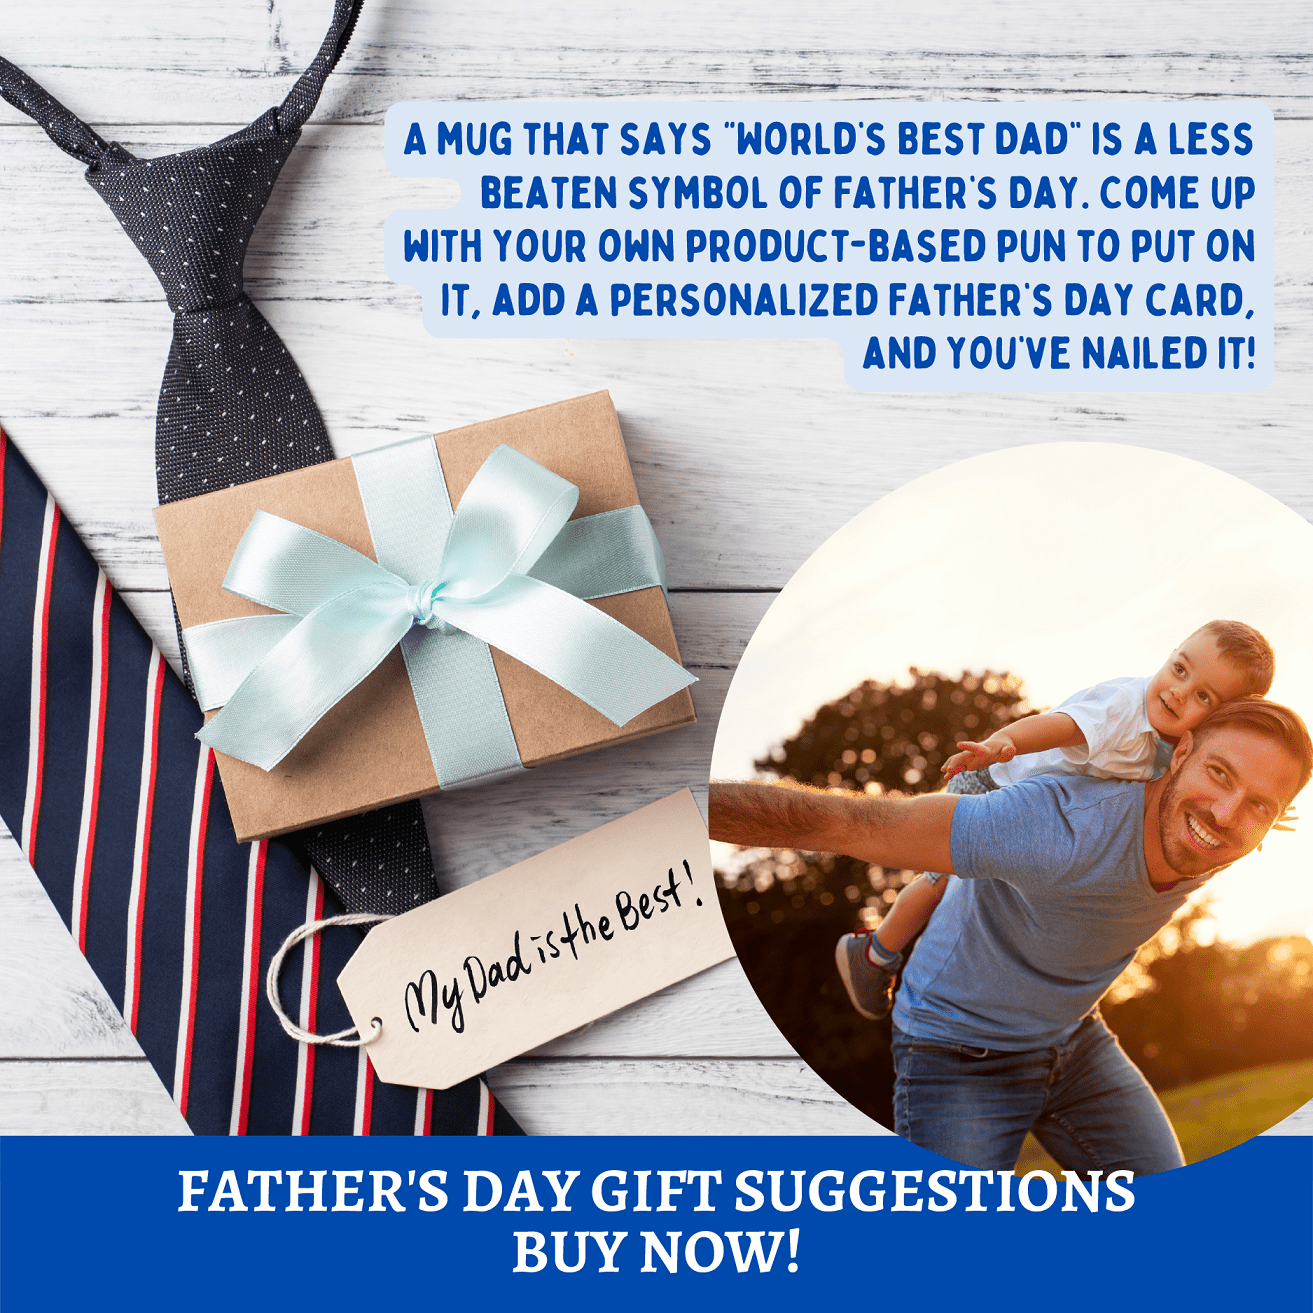 A MUG THAT SAYS "WORLD'S BEST DAD" IS A LESS
BEATEN SYMBOL OF FATHER'S DAY. COME UP
WITH YOUR OWN PRODUCT-BASED PUN TO PUT ON
IT, ADD A PERSONALIZED FATHER'S DAY CARD,
AND YOU'VE NAILED IT!
My Dad is the Best!
FATHER'S DAY GIFT SUGGESTIONS
BUY NOW!